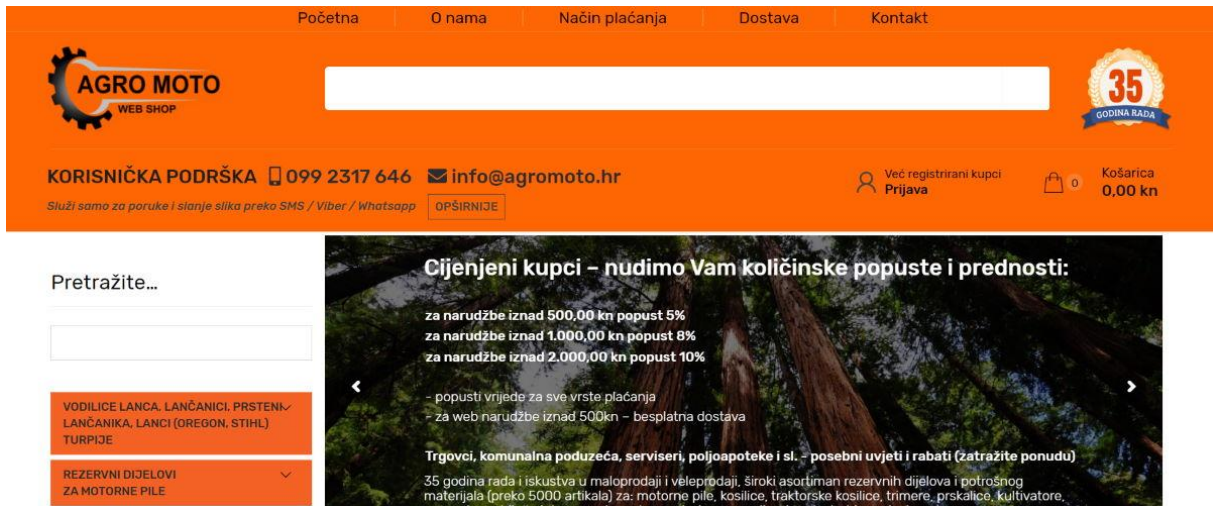 Početna O nama Način plaćanja Dostava Kontakt
AGRO MOTO
WEB SHOP
35
GODINA RADA
KORISNIČKA PODRŠKA 099 2317 646 info@agromoto.hr
Služi samo za poruke i slanje slika preko SMS / Viber / Whatsapp OPŠIRNIJE
Već registrirani kupci
Prijava
0
Košarica
0,00 kn
Pretražite...
VODILICE LANCA, LANČANICI, PRSTENI
LANČANIKA, LANCI (OREGON, STIHL)
TURPIJE
REZERVNI DIJELOVI
ZA MOTORNE PILE
Cijenjeni kupci – nudimo Vam količinske popuste i prednosti:
za narudžbe iznad 500,00 kn popust 5%
za narudžbe iznad 1.000,00 kn popust 8%
za narudžbe iznad 2.000,00 kn popust 10%
- popusti vrijede za sve vrste plaćanja
- za web narudžbe iznad 500kn – besplatna dostava
Trgovci, komunalna poduzeća, serviseri, poljoapoteke i sl. - posebni uvjeti i rabati (zatražite ponudu)
35 godina rada i iskustva u maloprodaji i veleprodaji, široki asortiman rezervnih dijelova i potrošnog
materijala (preko 5000 artikala) za: motorne pile, kosilice, traktorske kosilice, trimere, prskalice, kultivatore,